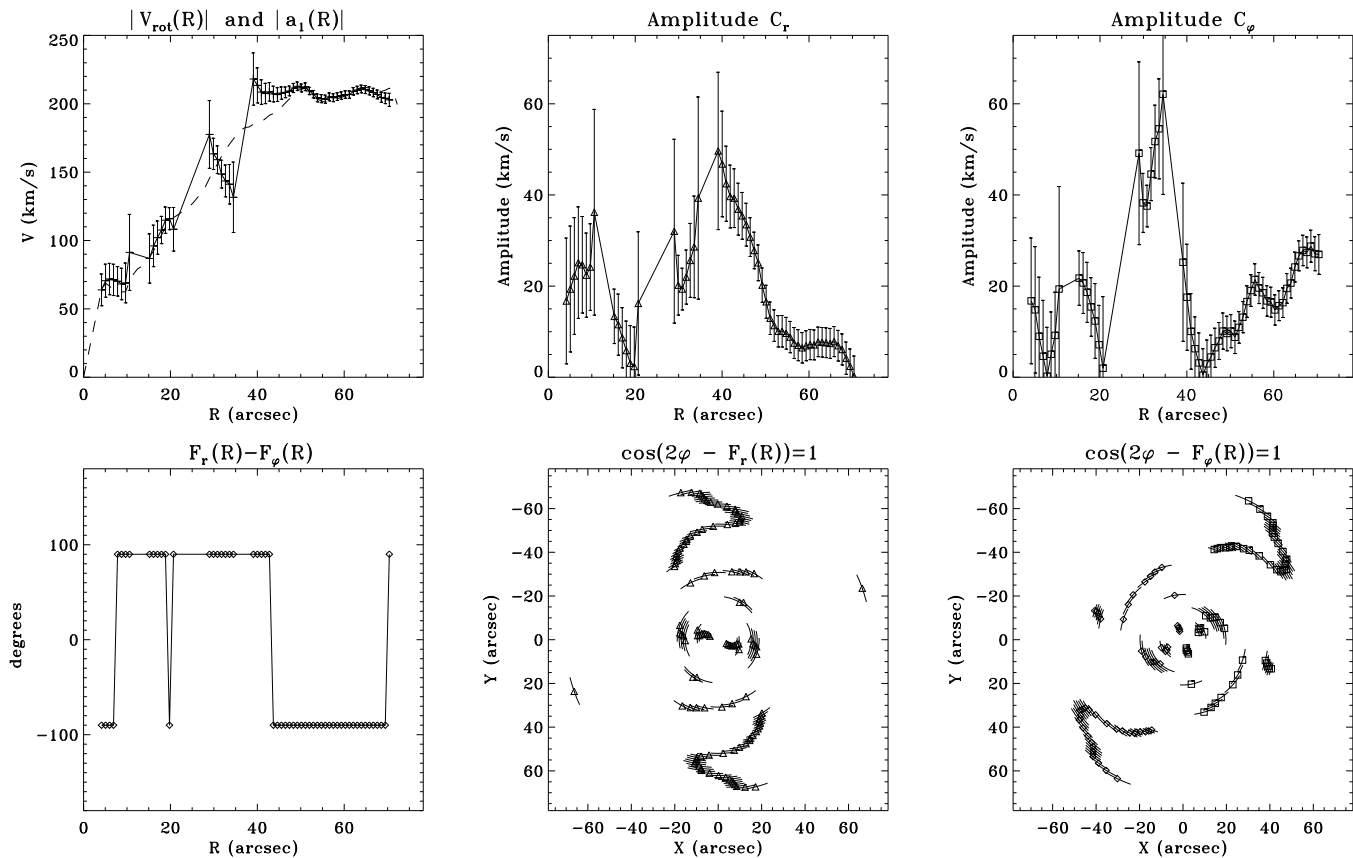 |V_rot(R)| and |a_1(R)|
250
200
150
100
50
0
V (km/s)
0 20 40 60
R (arcsec)
Amplitude C_r
60
40
20
0
Amplitude (km/s)
0 20 40 60
R (arcsec)
Amplitude C_φ
60
40
20
0
Amplitude (km/s)
0 20 40 60
R (arcsec)
F_r(R)−F_φ(R)
100
0
−100
degrees
0 20 40 60
R (arcsec)
cos(2φ − F_r(R))=1
−60
−40
−20
0
20
40
60
Y (arcsec)
−60 −40 −20 0 20 40 60
X (arcsec)
cos(2φ − F_φ(R))=1
−60
−40
−20
0
20
40
60
Y (arcsec)
−60 −40 −20 0 20 40 60
X (arcsec)